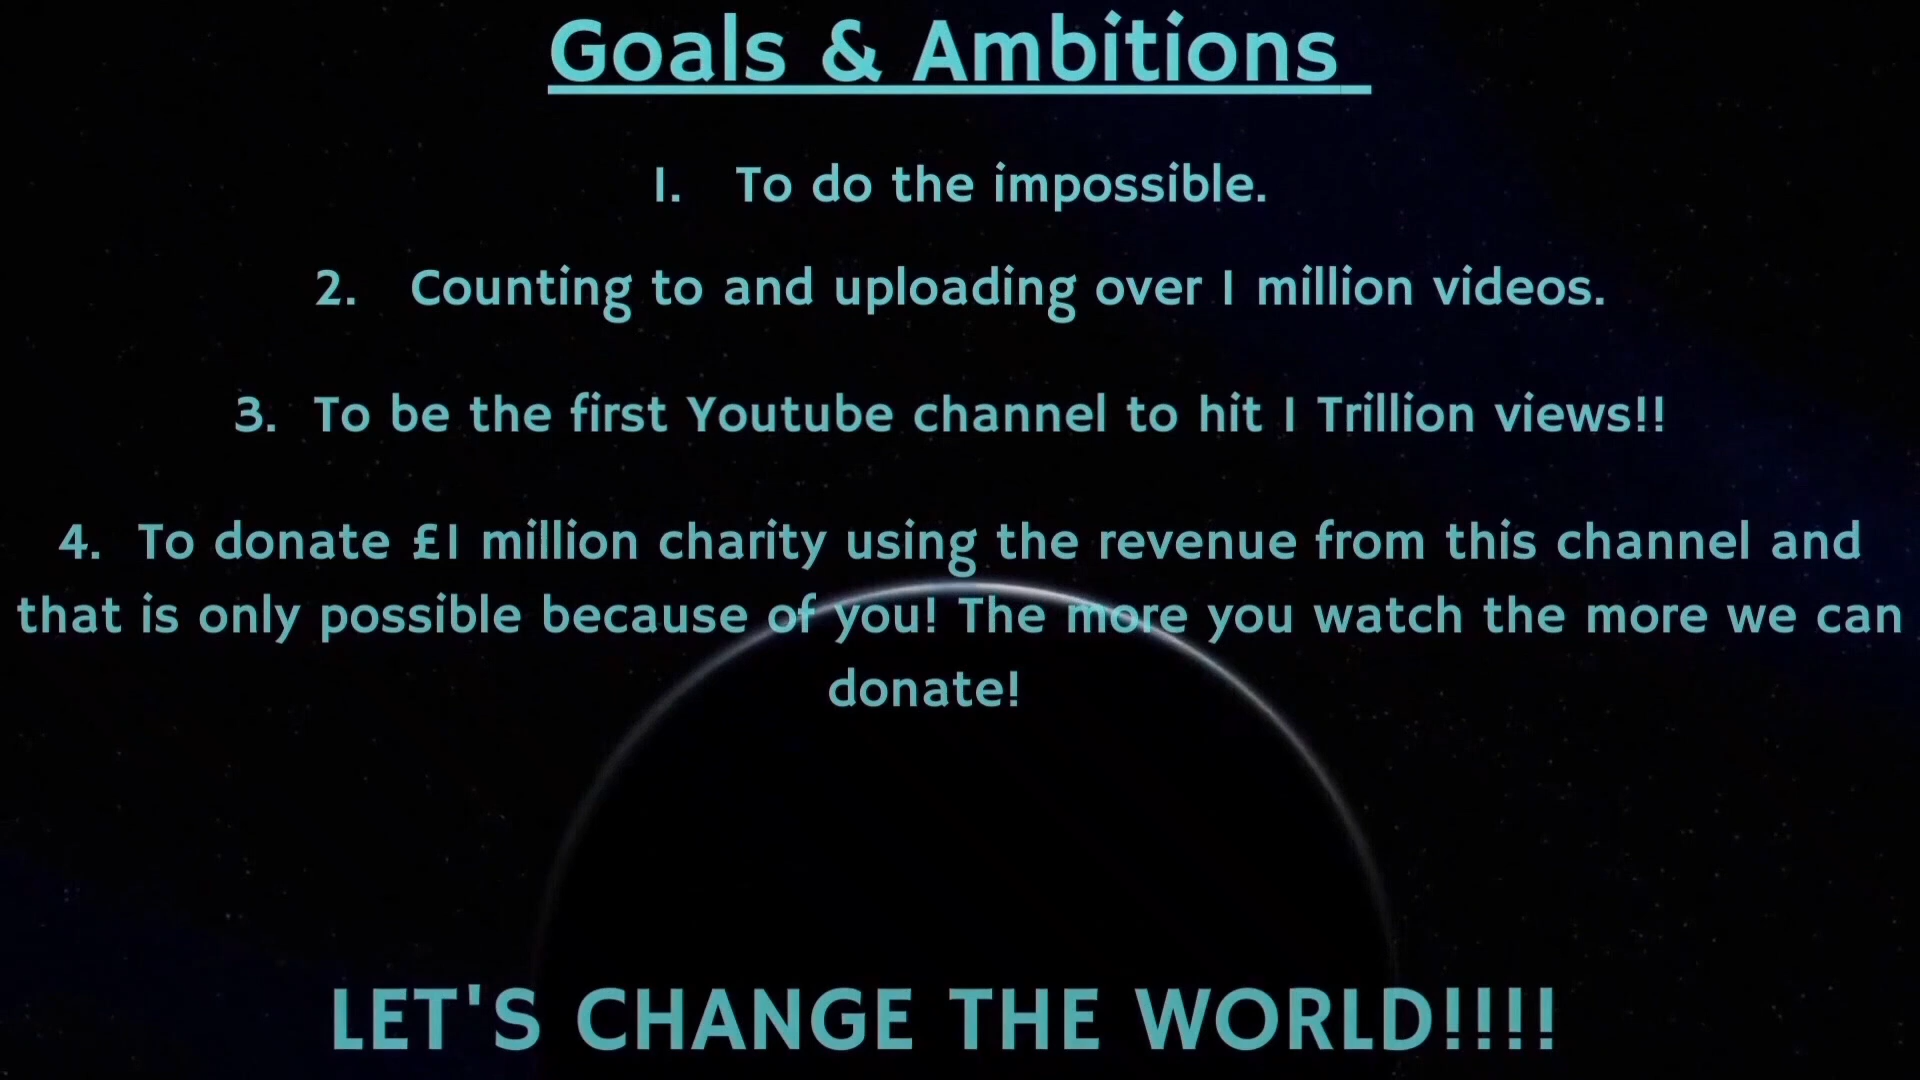 Goals & Ambitions
1. To do the impossible.
2. Counting to and uploading over 1 million videos.
3. To be the first Youtube channel to hit 1 Trillion views!!
4. To donate £1 million charity using the revenue from this channel and
that is only possible because of you! The more you watch the more we can
donate!
LET'S CHANGE THE WORLD!!!!